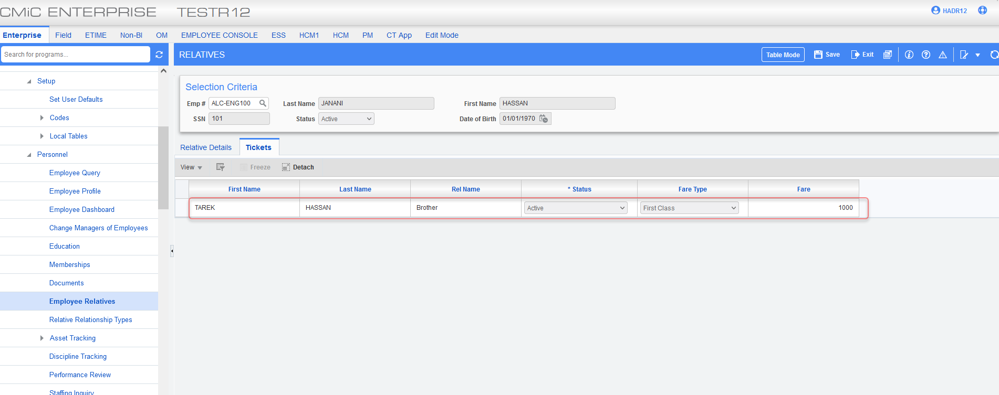 CMiC ENTERPRISE TESTR12
HADR12
Enterprise Field ETIME Non-BI OM EMPLOYEE CONSOLE ESS HCM1 HCM PM CT App Edit Mode
Search for programs...
RELATIVES
Table Mode Save Exit
Setup
Set User Defaults
Codes
Local Tables
Personnel
Employee Query
Employee Profile
Employee Dashboard
Change Managers of Employees
Education
Memberships
Documents
Employee Relatives
Relative Relationship Types
Asset Tracking
Discipline Tracking
Performance Review
Staffing Inquiry
Selection Criteria
Emp # ALC-ENG100 Last Name JANANI First Name HASSAN
SSN 101 Status Active Date of Birth 01/01/1970
Relative Details Tickets
View Freeze Detach
First Name Last Name Rel Name * Status Fare Type Fare
TAREK HASSAN Brother Active First Class 1000